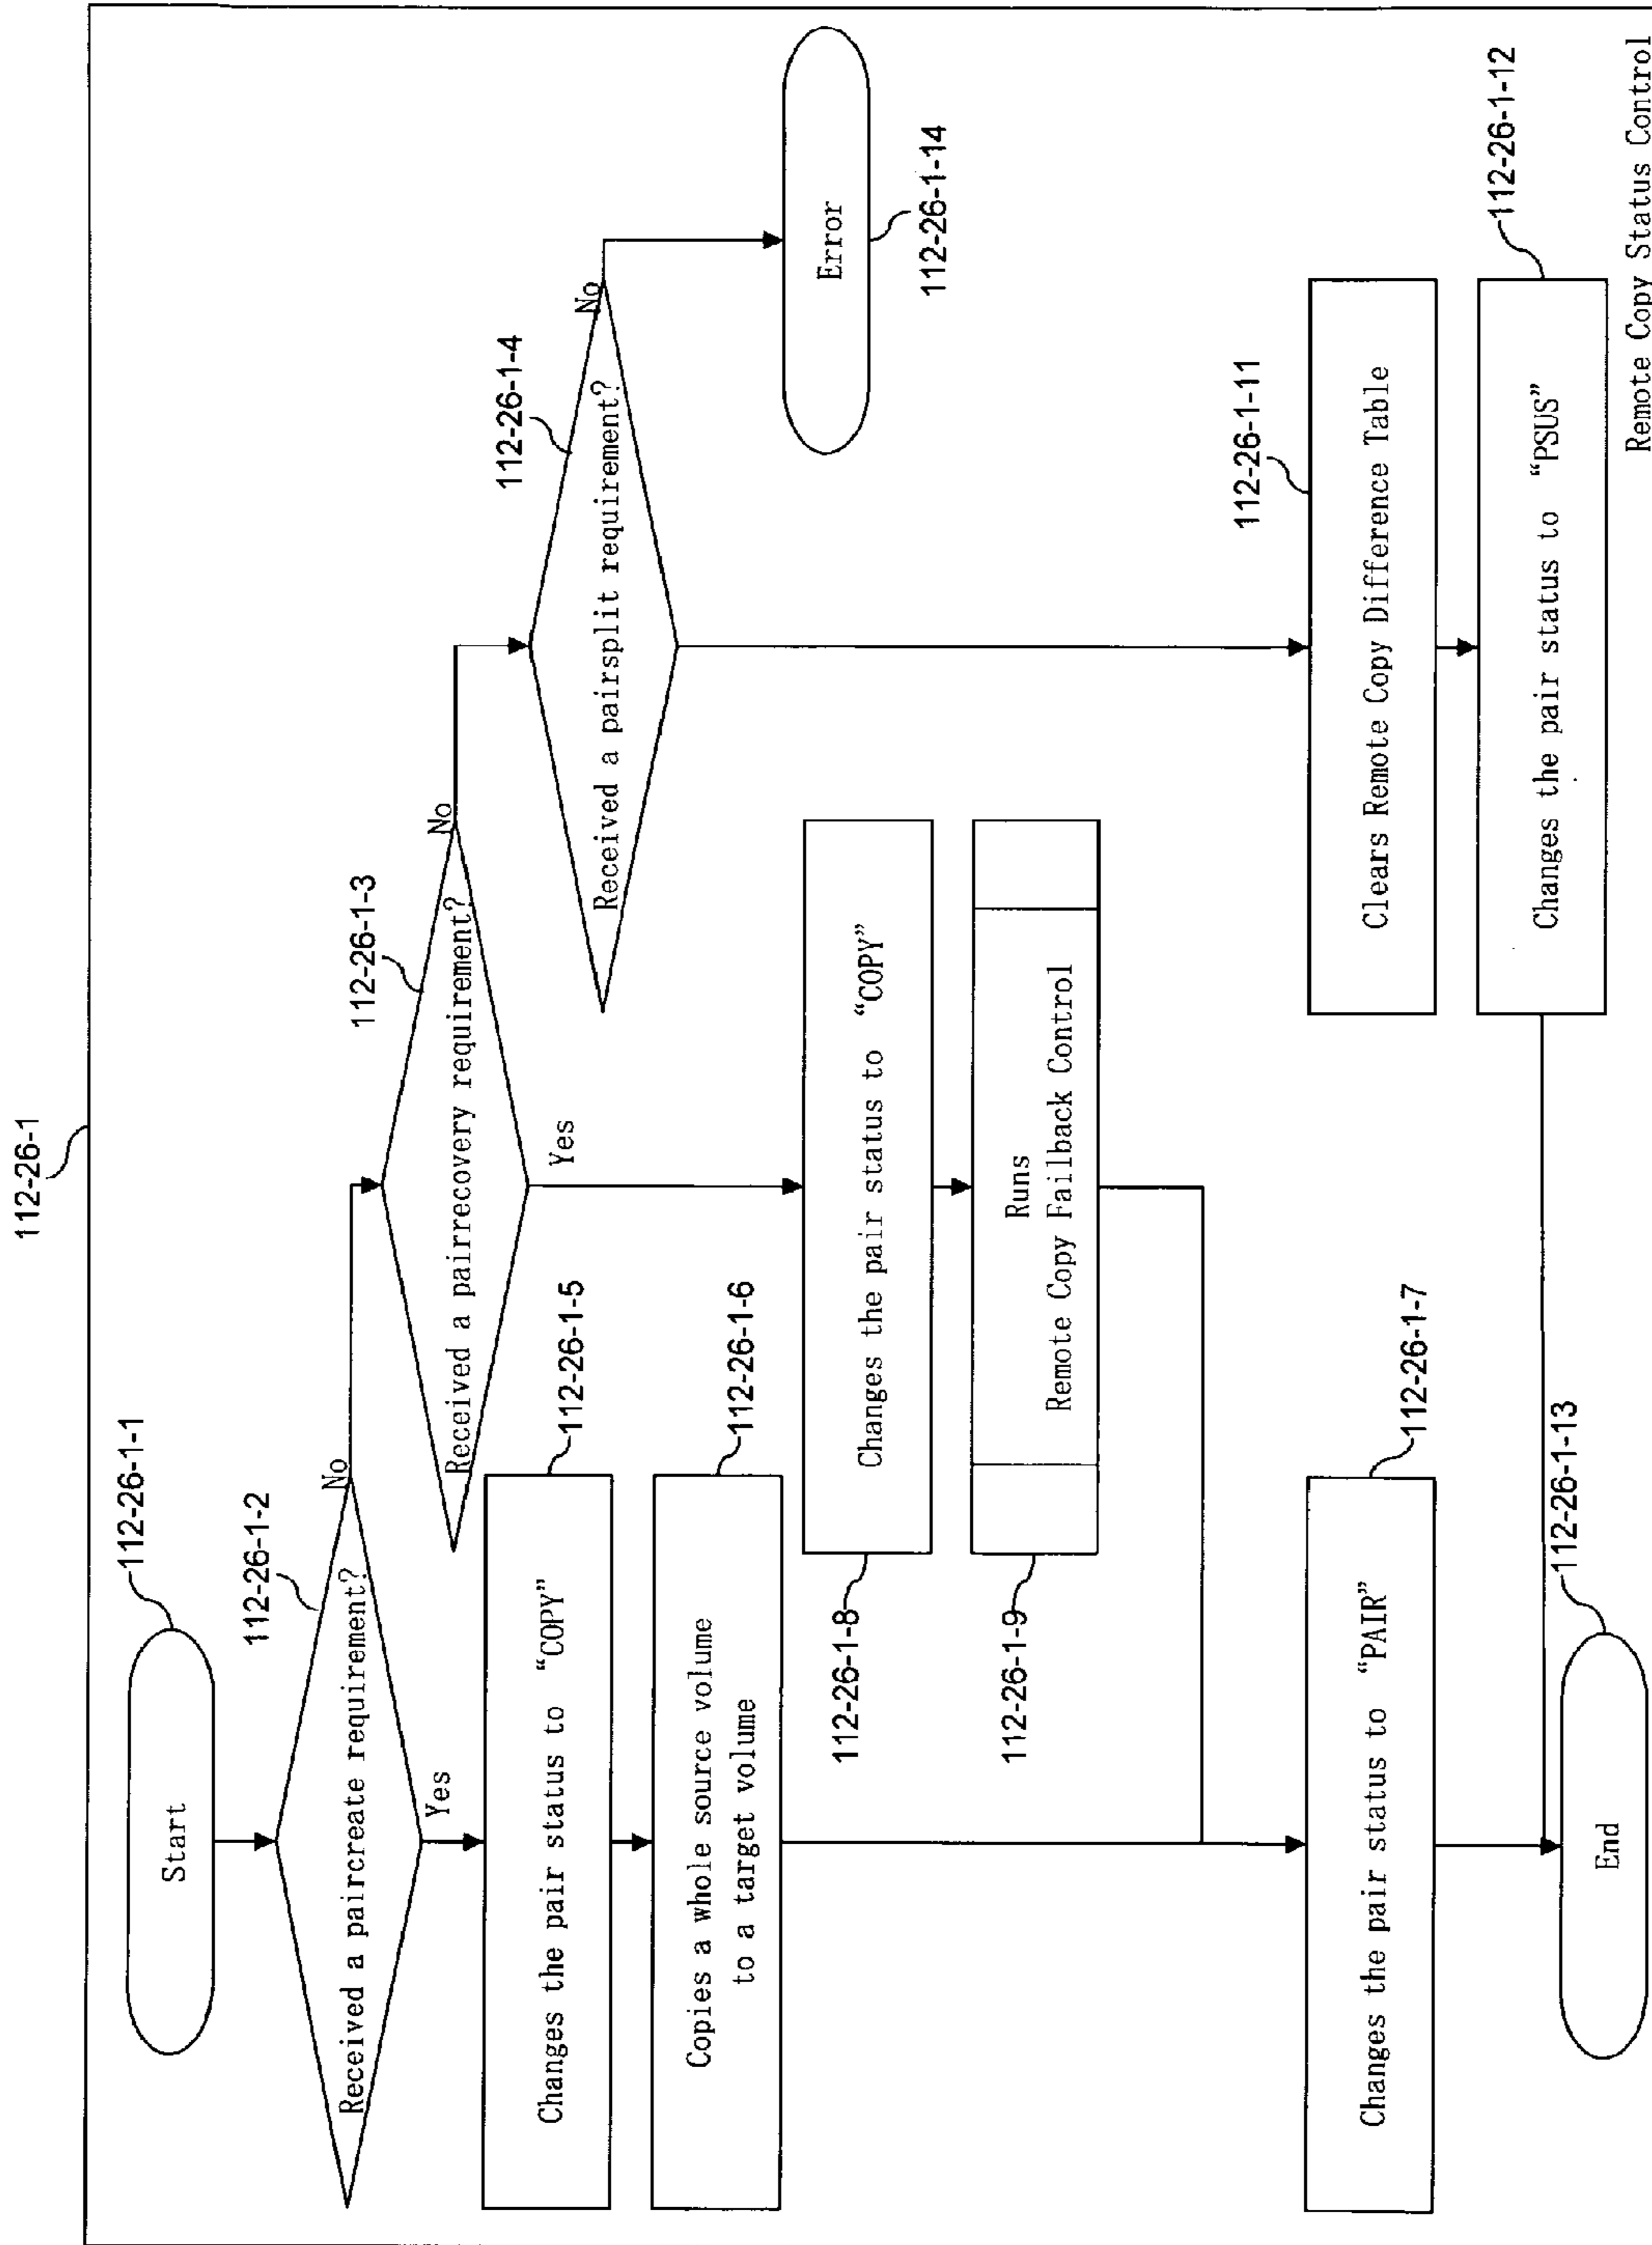 112-26-1
Start
112-26-1-1
112-26-1-2
Received a paircreate requirement?
No
Yes
112-26-1-3
Received a pairrecovery requirement?
No
Yes
112-26-1-4
Received a pairsplit requirement?
No
Changes the pair status to "COPY"
112-26-1-5
Copies a whole source volume
to a target volume
112-26-1-6
Changes the pair status to "COPY"
112-26-1-8
Runs
Remote Copy Failback Control
112-26-1-9
Error
112-26-1-14
112-26-1-11
Clears Remote Copy Difference Table
Changes the pair status to "PSUS"
112-26-1-12
Changes the pair status to "PAIR"
112-26-1-7
End
112-26-1-13
Remote Copy Status Control